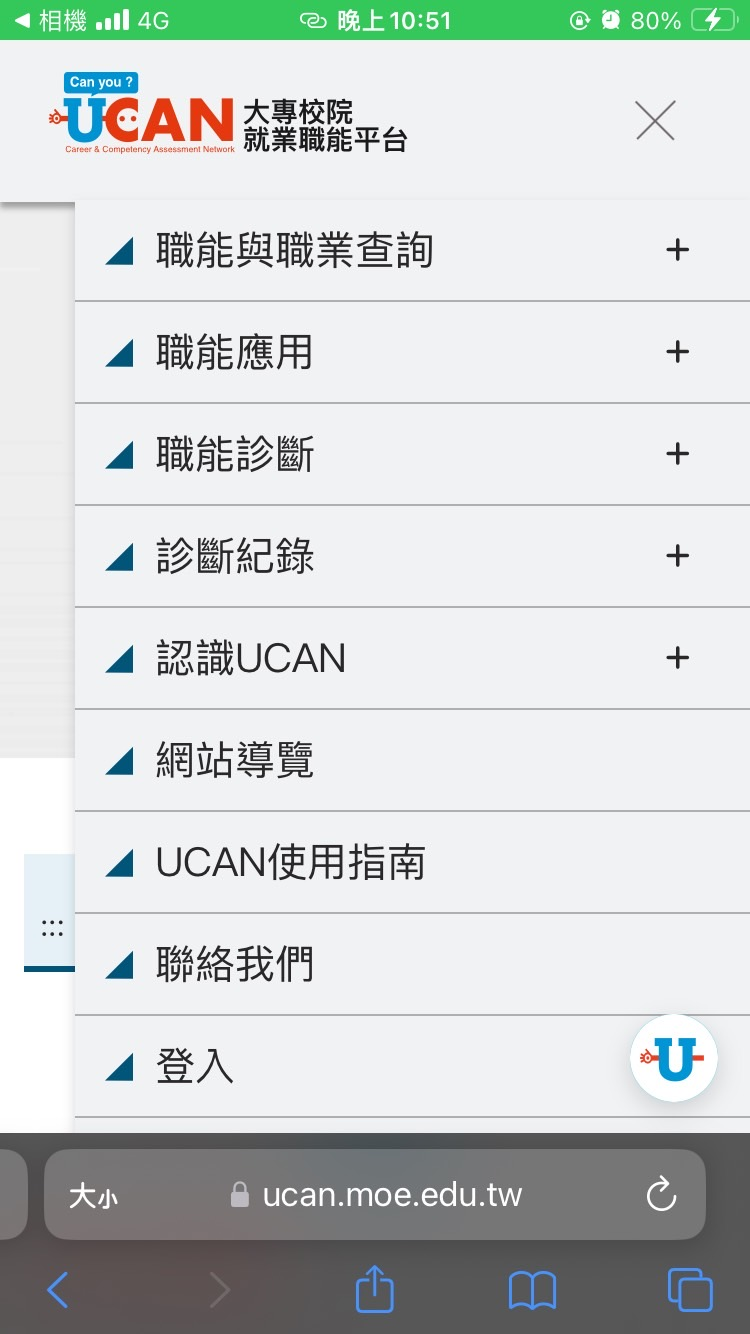 相機 4G 晚上10:51 80%
Can you ?
UCAN
Career & Competency Assessment Network
大專校院
就業職能平台
職能與職業查詢 +
職能應用 +
職能診斷 +
診斷紀錄 +
認識UCAN +
網站導覽
UCAN使用指南
聯絡我們
登入
U
大小 ucan.moe.edu.tw